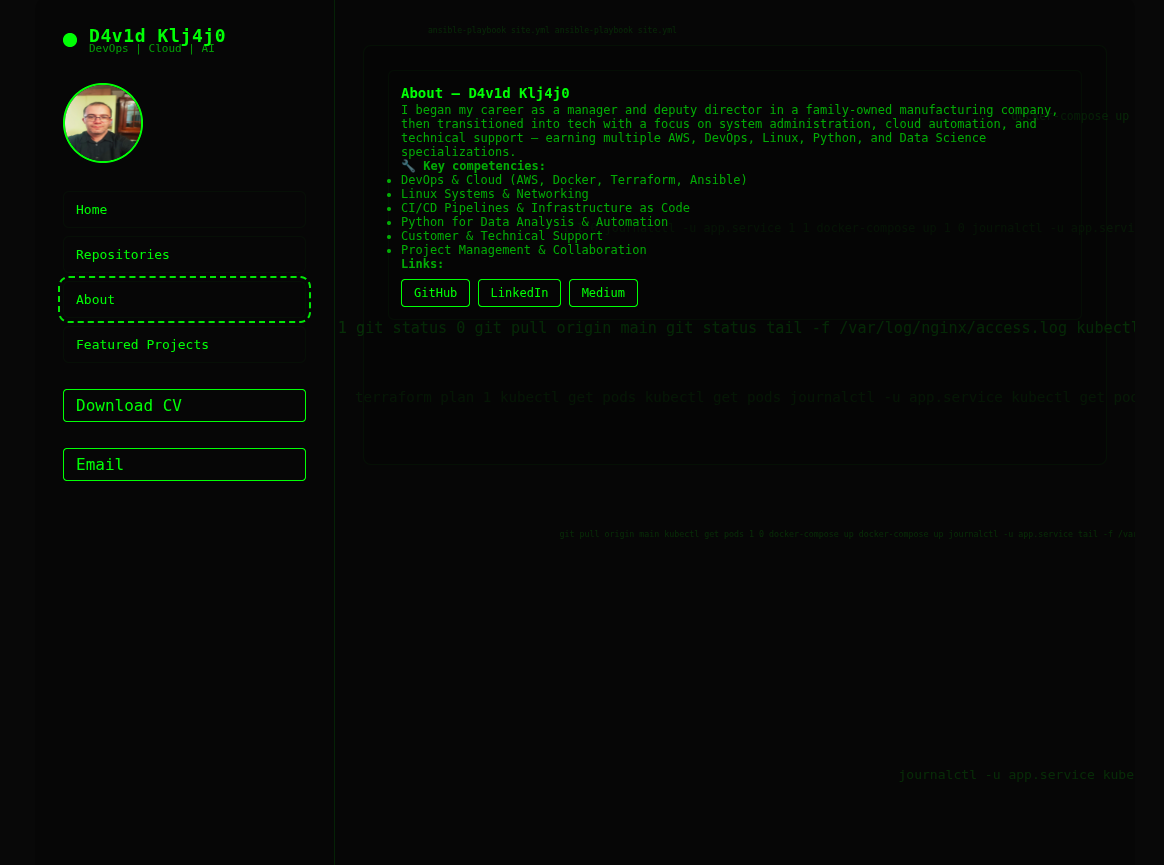 D4v1d Klj4j0
DevOps | Cloud | AI
Home
Repositories
About
Featured Projects
Download CV
Email
ansible-playbook site.yml ansible-playbook site.yml
About — D4v1d Klj4j0
I began my career as a manager and deputy director in a family-owned manufacturing company,
then transitioned into tech with a focus on system administration, cloud automation, and
compose up
technical support — earning multiple AWS, DevOps, Linux, Python, and Data Science
specializations.
🔧 Key competencies:
• DevOps & Cloud (AWS, Docker, Terraform, Ansible)
• Linux Systems & Networking
• CI/CD Pipelines & Infrastructure as Code
• Python for Data Analysis & Automation
-u app.service 1 1 docker-compose up 1 0 journalctl -u app.servi
• Customer & Technical Support
• Project Management & Collaboration
Links:
GitHub LinkedIn Medium
1 git status 0 git pull origin main git status tail -f /var/log/nginx/access.log kubectl
terraform plan 1 kubectl get pods kubectl get pods journalctl -u app.service kubectl get pod
git pull origin main kubectl get pods 1 0 docker-compose up docker-compose up journalctl -u app.service tail -f /va
journalctl -u app.service kube